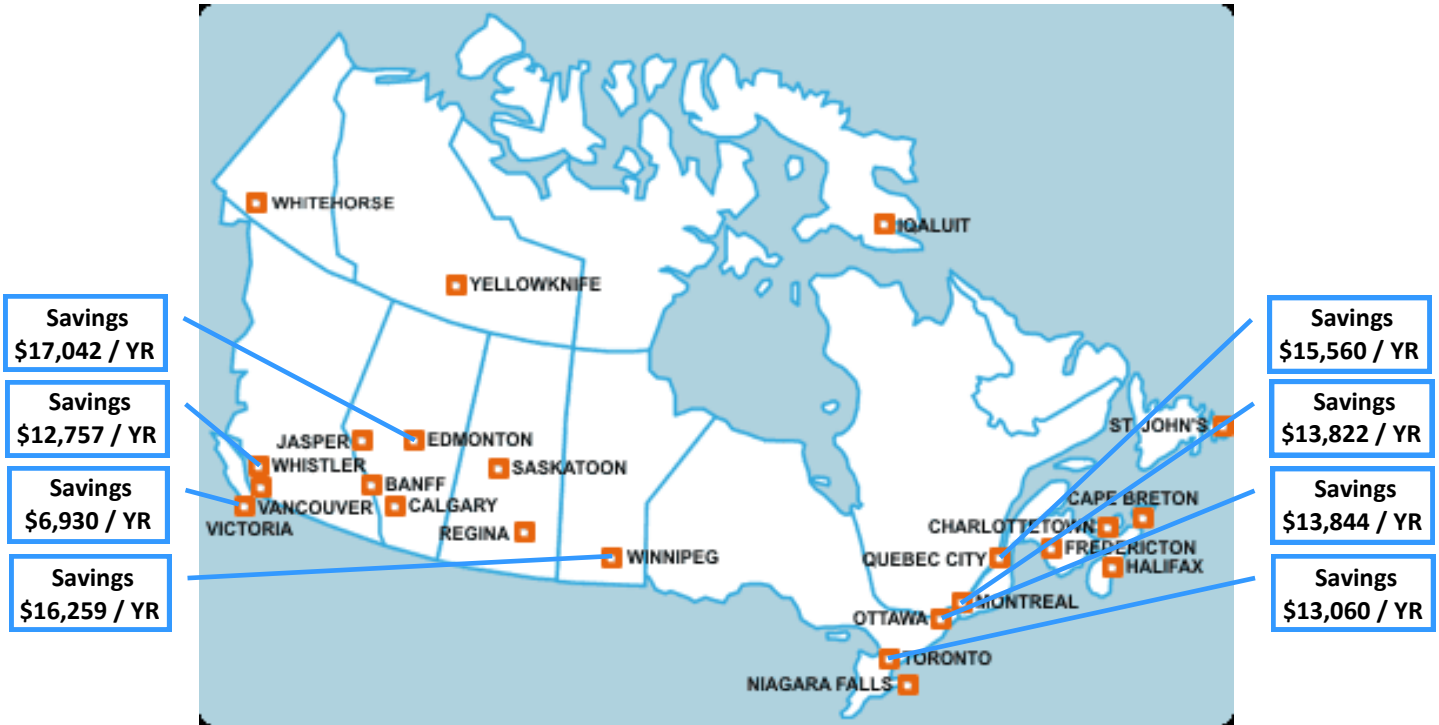 WHITEHORSE
IQALUIT
YELLOWKNIFE
Savings
$17,042 / YR
Savings
$12,757 / YR
Savings
$6,930 / YR
Savings
$16,259 / YR
JASPER
EDMONTON
WHISTLER
SASKATOON
BANFF
VANCOUVER
CALGARY
VICTORIA
REGINA
WINNIPEG
ST. JOHN'S
CAPE BRETON
CHARLOTTETOWN
FREDERICTON
QUEBEC CITY
HALIFAX
MONTREAL
OTTAWA
TORONTO
NIAGARA FALLS
Savings
$15,560 / YR
Savings
$13,822 / YR
Savings
$13,844 / YR
Savings
$13,060 / YR